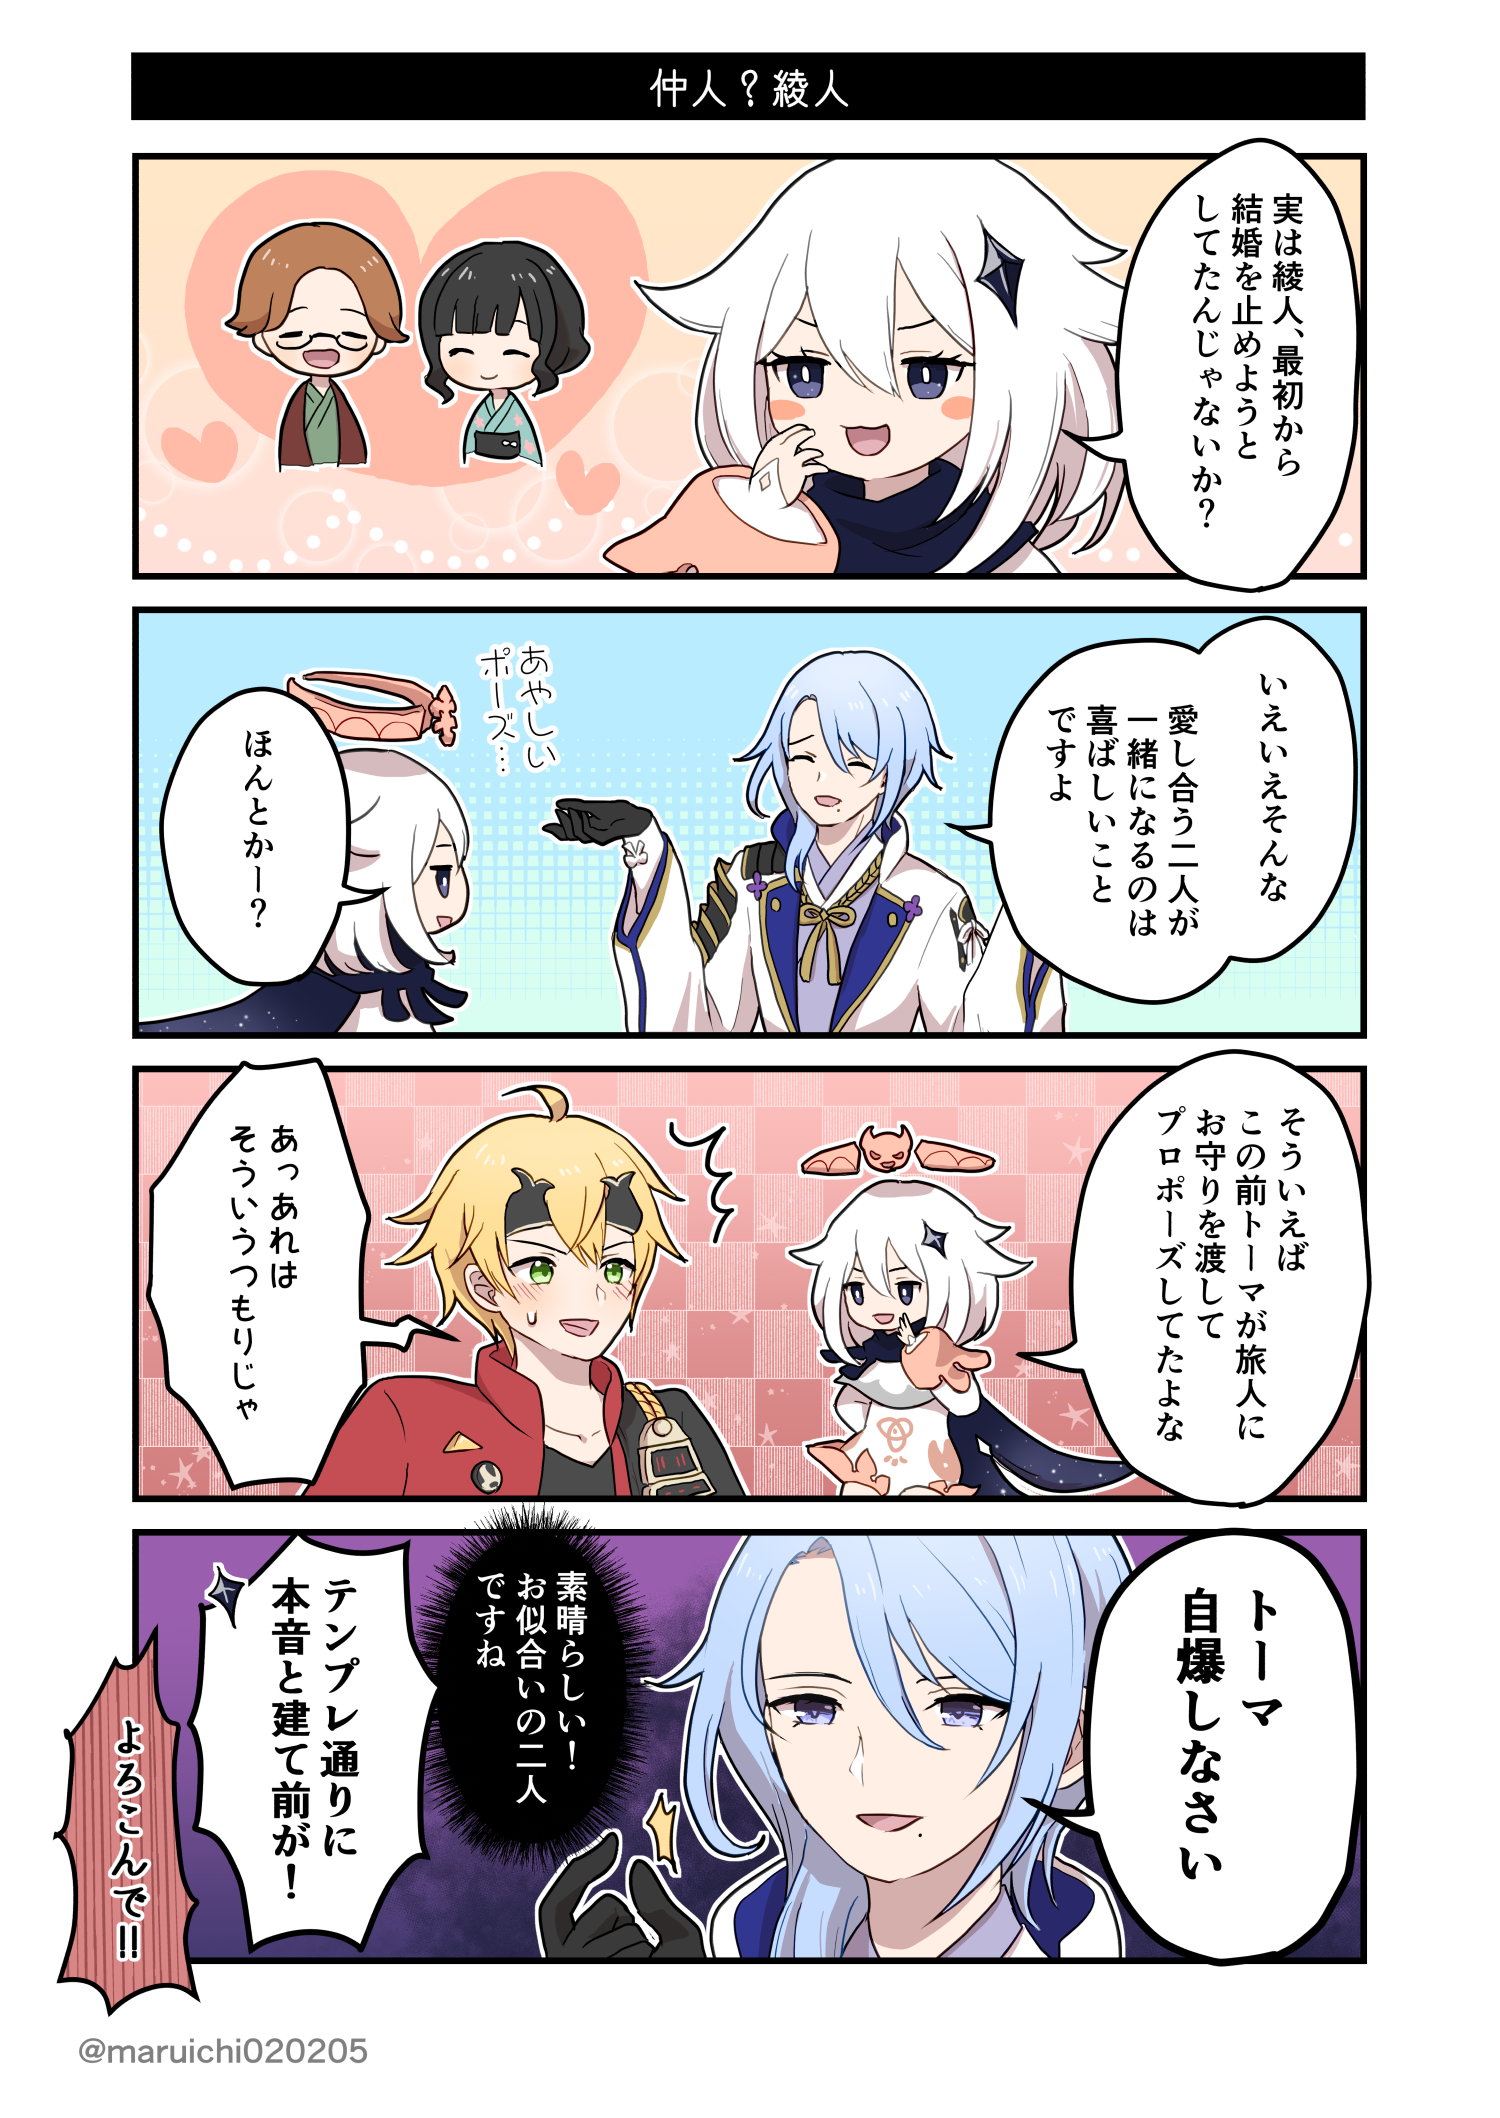 仲人？綾人
実は綾人、最初から
結婚を止めようと
してたんじゃないか？
いえいえそんな
愛し合う二人が
一緒になるのは
喜ばしいこと
ですよ
あやしい
ポーズ…
ほんとかー？
そういえば
この前トーマが旅人に
お守りを渡して
プロポーズしてたよな
あっあれは
そういうつもりじゃ
トーマ
自爆しなさい
素晴らしい！
お似合いの二人
ですね
テンプレ通りに
本音と建て前が！
よろこんで!!
@maruichi020205